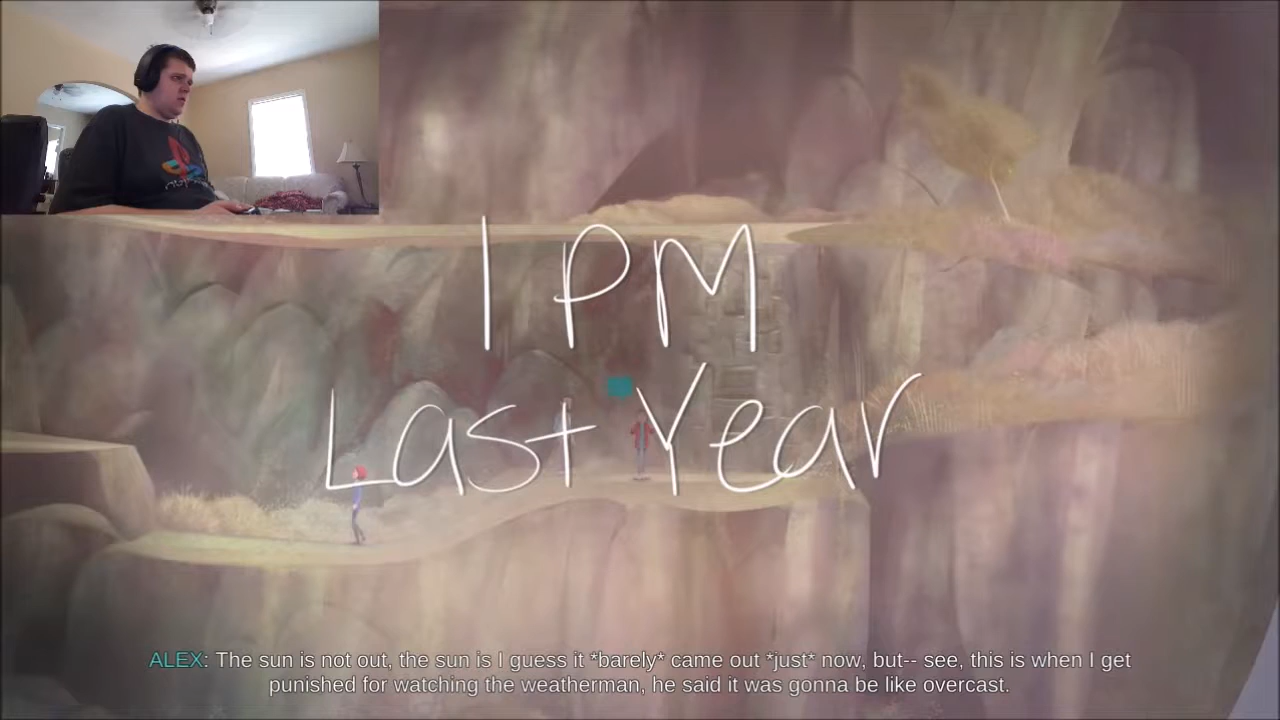 1 PM
Last Year
ALEX: The sun is not out, the sun is I guess it *barely* came out *just* now, but-- see, this is when I get
punished for watching the weatherman, he said it was gonna be like overcast.